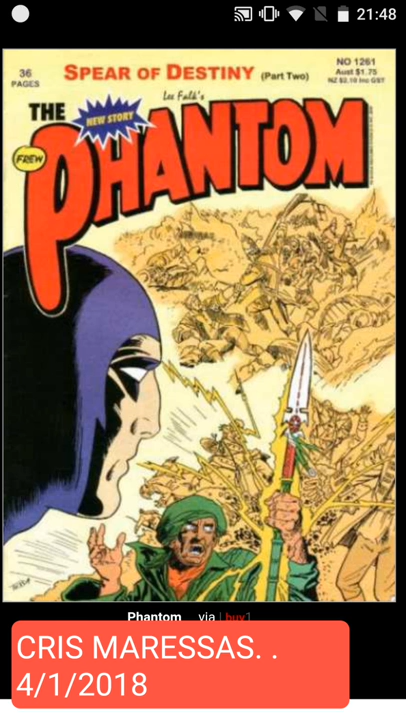 21:48
36
PAGES
SPEAR OF DESTINY (PART TWO)
NO 1261
Aust $1.75
NZ $2.10 Inc GST
Lee Falk's
THE
NEW STORY
PHANTOM
FREW
Phantom via | buy1
CRIS MARESSAS. .
4/1/2018